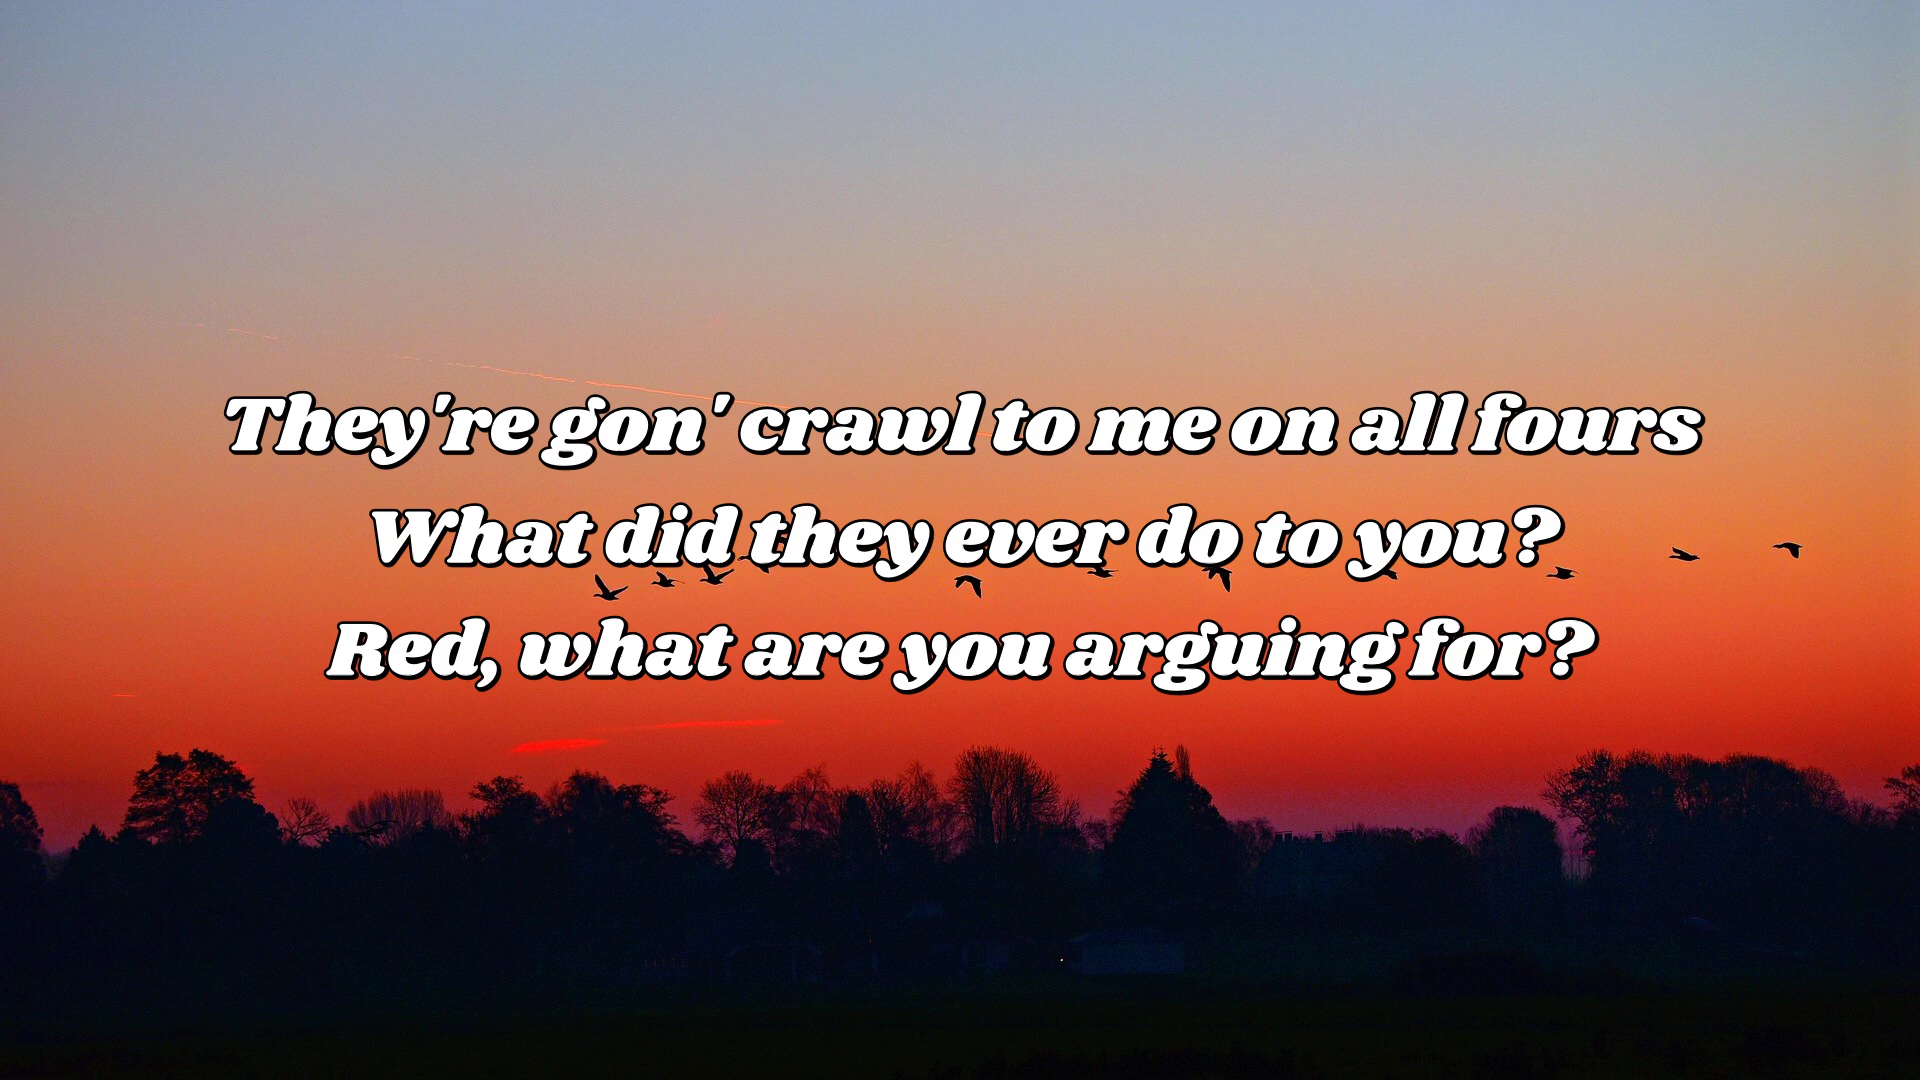 They're gon' crawl to me on all fours
What did they ever do to you?
Red, what are you arguing for?